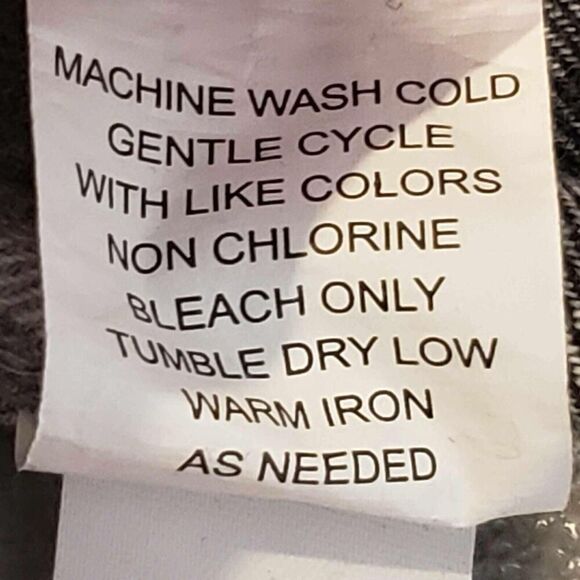 MACHINE WASH COLD
GENTLE CYCLE
WITH LIKE COLORS
NON CHLORINE
BLEACH ONLY
TUMBLE DRY LOW
WARM IRON
AS NEEDED